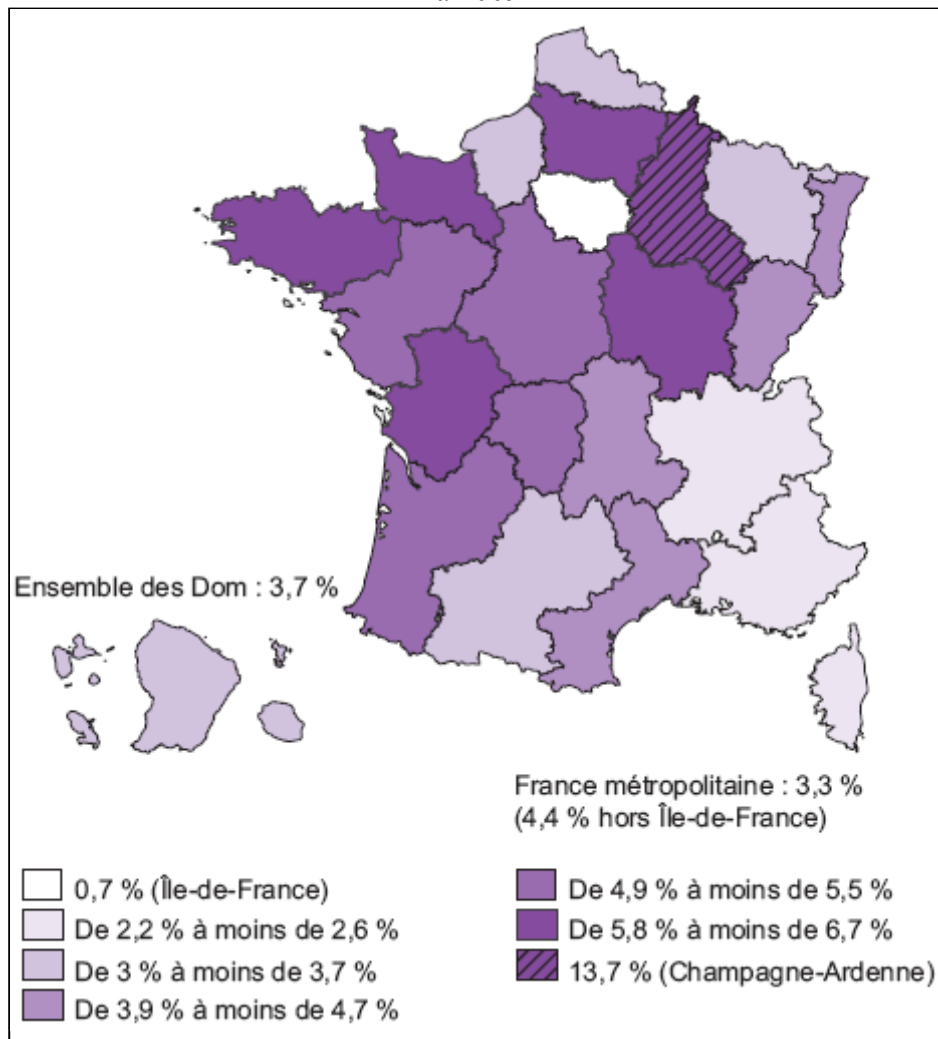 Ensemble des Dom : 3,7 %
France métropolitaine : 3,3 %
(4,4 % hors Île-de-France)
0,7 % (Île-de-France)
De 2,2 % à moins de 2,6 %
De 3 % à moins de 3,7 %
De 3,9 % à moins de 4,7 %
De 4,9 % à moins de 5,5 %
De 5,8 % à moins de 6,7 %
13,7 % (Champagne-Ardenne)